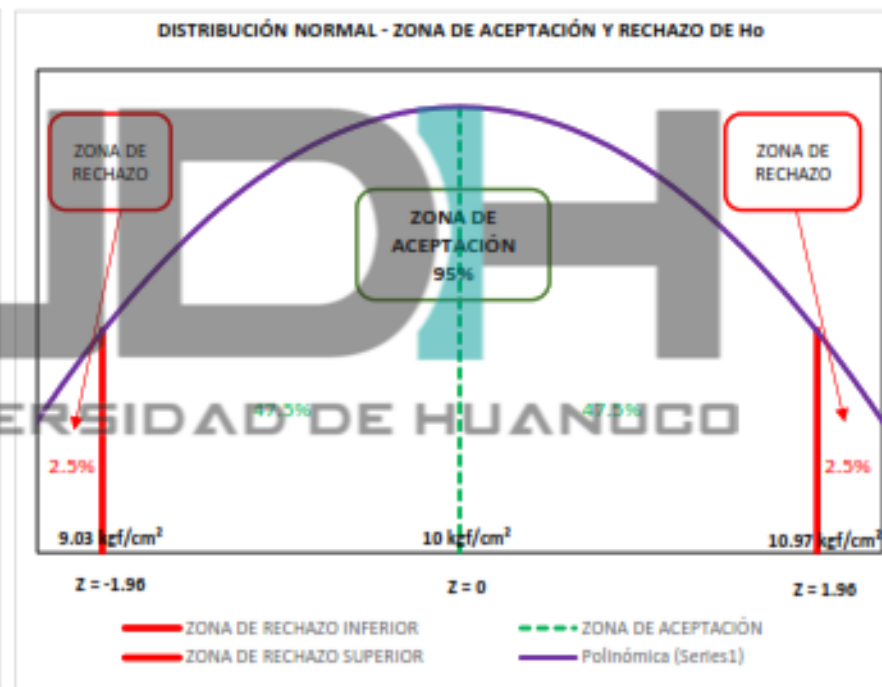 DISTRIBUCIÓN NORMAL - ZONA DE ACEPTACIÓN Y RECHAZO DE Ho
ZONA DE
RECHAZO
ZONA DE
RECHAZO
ZONA DE
ACEPTACIÓN
95%
47.5%
47.5%
ERSIDAD DE HUANUCO
2.5%
2.5%
9.03 kgf/cm²
10 kgf/cm²
10.97 kgf/cm²
Z = -1.96
Z = 0
Z = 1.96
ZONA DE RECHAZO INFERIOR
ZONA DE ACEPTACIÓN
ZONA DE RECHAZO SUPERIOR
Polinómica (Series1)